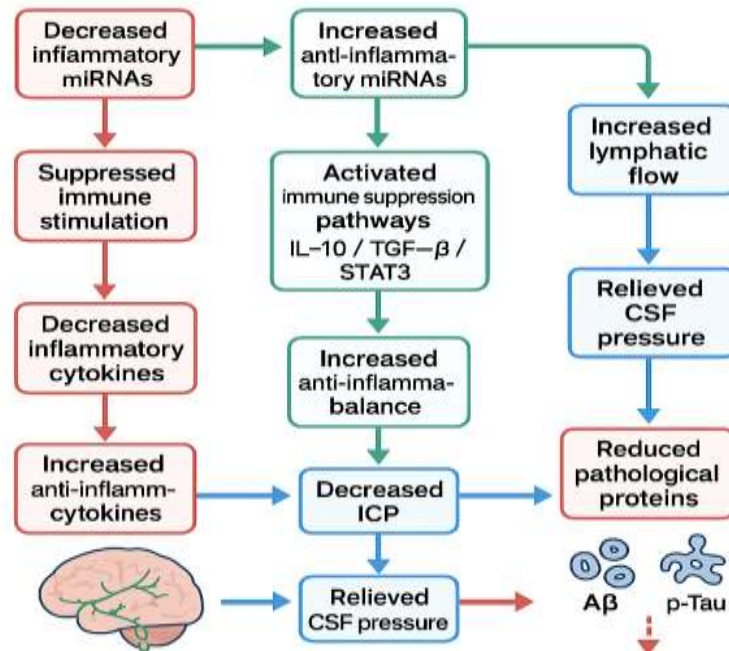 Decreased
inflammatory
miRNAs
Suppressed
immune
stimulation
Decreased
inflammatory
cytokines
Increased
anti-inflamm-
cytokines
Increased
antl-inflamma-
tory miRNAs
Activated
immune suppression
pathways
IL–10 / TGF–β /
STAT3
Increased
anti-inflamma-
balance
Decreased
ICP
Relieved
CSF pressure
Increased
lymphatic
flow
Relieved
CSF
pressure
Reduced
pathological
proteins
Aβ
p-Tau